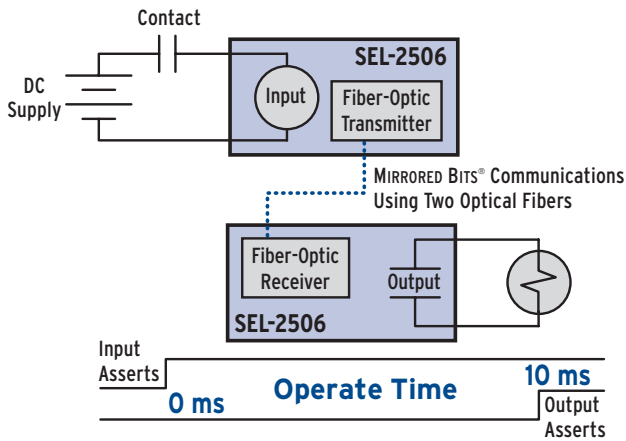 Contact
SEL-2506
DC
Supply
Input
Fiber-Optic
Transmitter
MIRRORED BITS® Communications
Using Two Optical Fibers
Fiber-Optic
Receiver
Output
SEL-2506
Input
Asserts
0 ms
Operate Time
10 ms
Output
Asserts